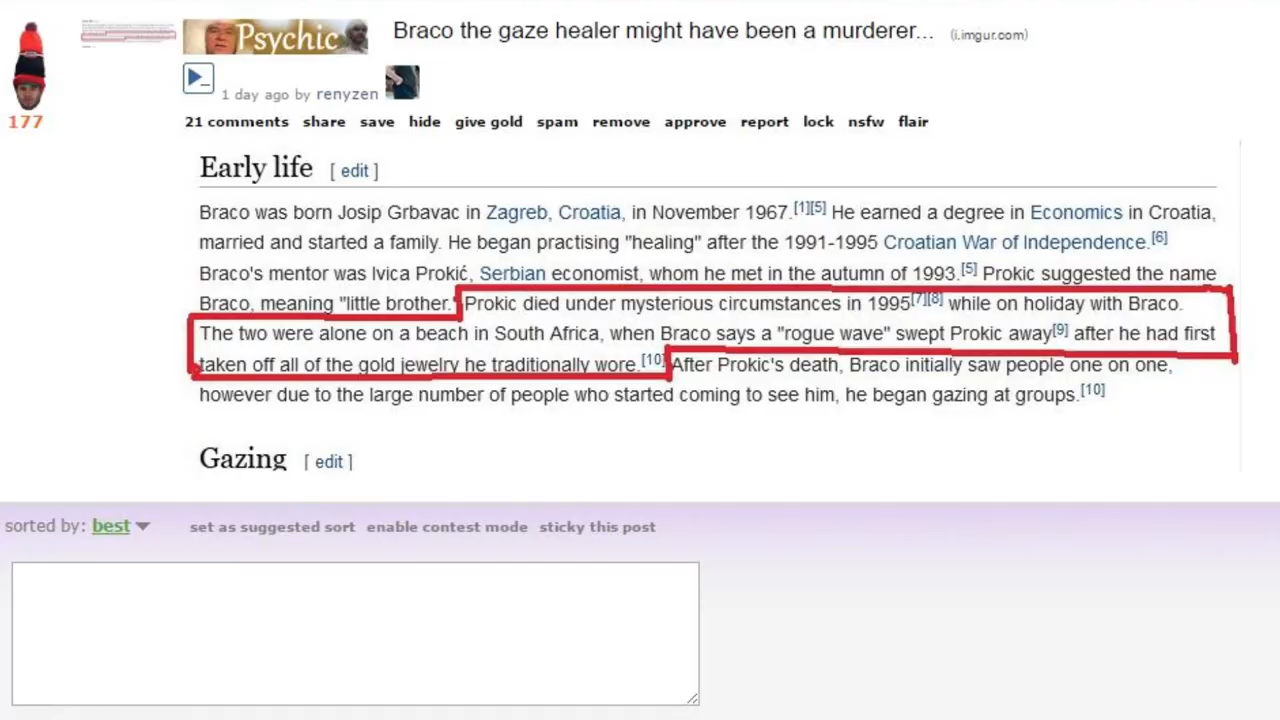 Psychic
Braco the gaze healer might have been a murderer... (i.imgur.com)
1 day ago by renyzen
177
21 comments share save hide give gold spam remove approve report lock nsfw flair
Early life [ edit ]
Braco was born Josip Grbavac in Zagreb, Croatia, in November 1967.[1][5] He earned a degree in Economics in Croatia,
married and started a family. He began practising "healing" after the 1991-1995 Croatian War of Independence.[6]
Braco's mentor was Ivica Prokić, Serbian economist, whom he met in the autumn of 1993.[5] Prokic suggested the name
Braco, meaning "little brother." Prokic died under mysterious circumstances in 1995[7][8] while on holiday with Braco.
The two were alone on a beach in South Africa, when Braco says a "rogue wave" swept Prokic away[9] after he had first
taken off all of the gold jewelry he traditionally wore.[10] After Prokic's death, Braco initially saw people one on one,
however due to the large number of people who started coming to see him, he began gazing at groups.[10]
Gazing [ edit ]
sorted by: best set as suggested sort enable contest mode sticky this post